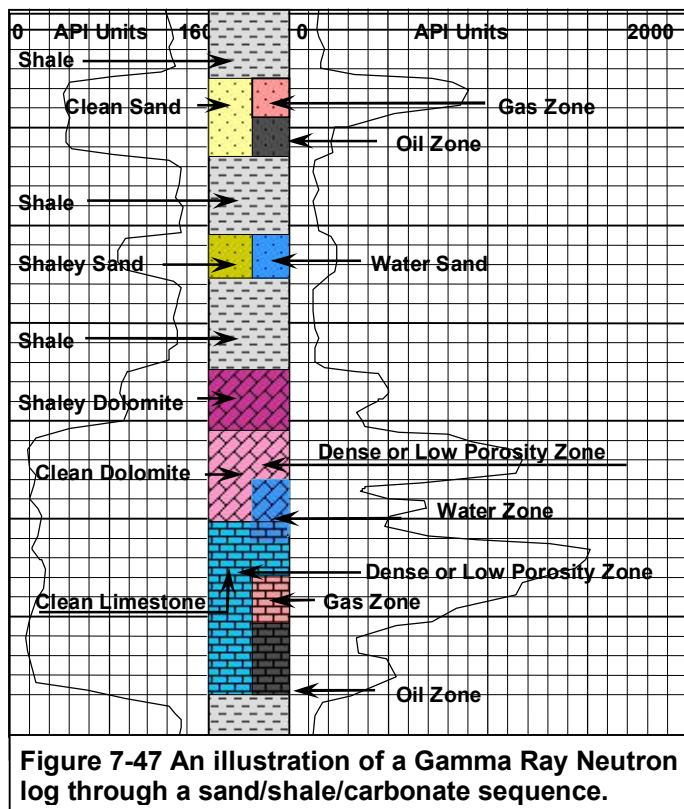 0 API Units 160 0 API Units 2000
Shale
Clean Sand
Gas Zone
Oil Zone
Shale
Shaley Sand
Water Sand
Shale
Shaley Dolomite
Dense or Low Porosity Zone
Clean Dolomite
Water Zone
Dense or Low Porosity Zone
Clean Limestone
Gas Zone
Oil Zone
Figure 7-47 An illustration of a Gamma Ray Neutron
log through a sand/shale/carbonate sequence.